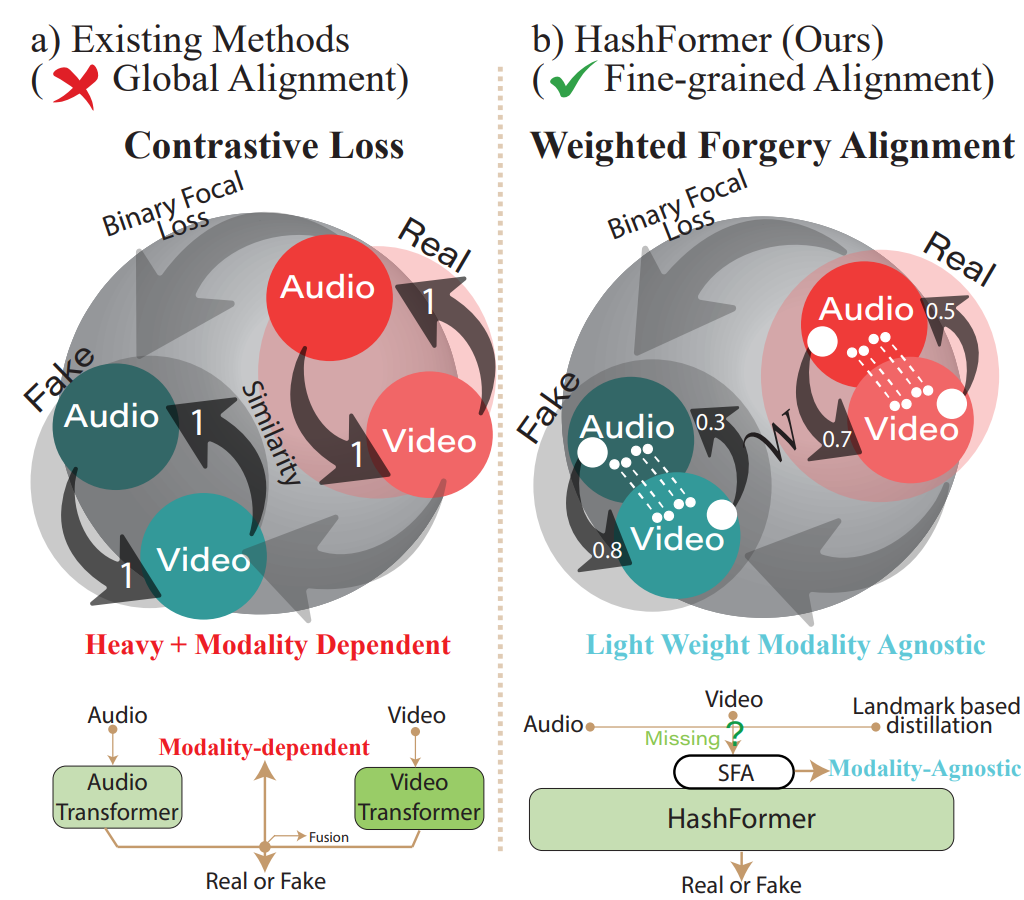 a) Existing Methods
( Global Alignment)
Contrastive Loss
Binary Focal
Loss
Real
Audio
1
Fake
Audio
1
Similarity
1
Video
Video
1
Heavy + Modality Dependent
Audio
Video
Modality-dependent
Audio
Transformer
Video
Transformer
Fusion
Real or Fake
b) HashFormer (Ours)
( Fine-grained Alignment)
Weighted Forgery Alignment
Binary Focal
Loss
Real
Audio
0.5
Fake
Audio
0.3
W
0.7
Video
Video
0.8
Light Weight Modality Agnostic
Video
Audio
Landmark based
distillation
Missing ?
SFA
Modality-Agnostic
HashFormer
Real or Fake